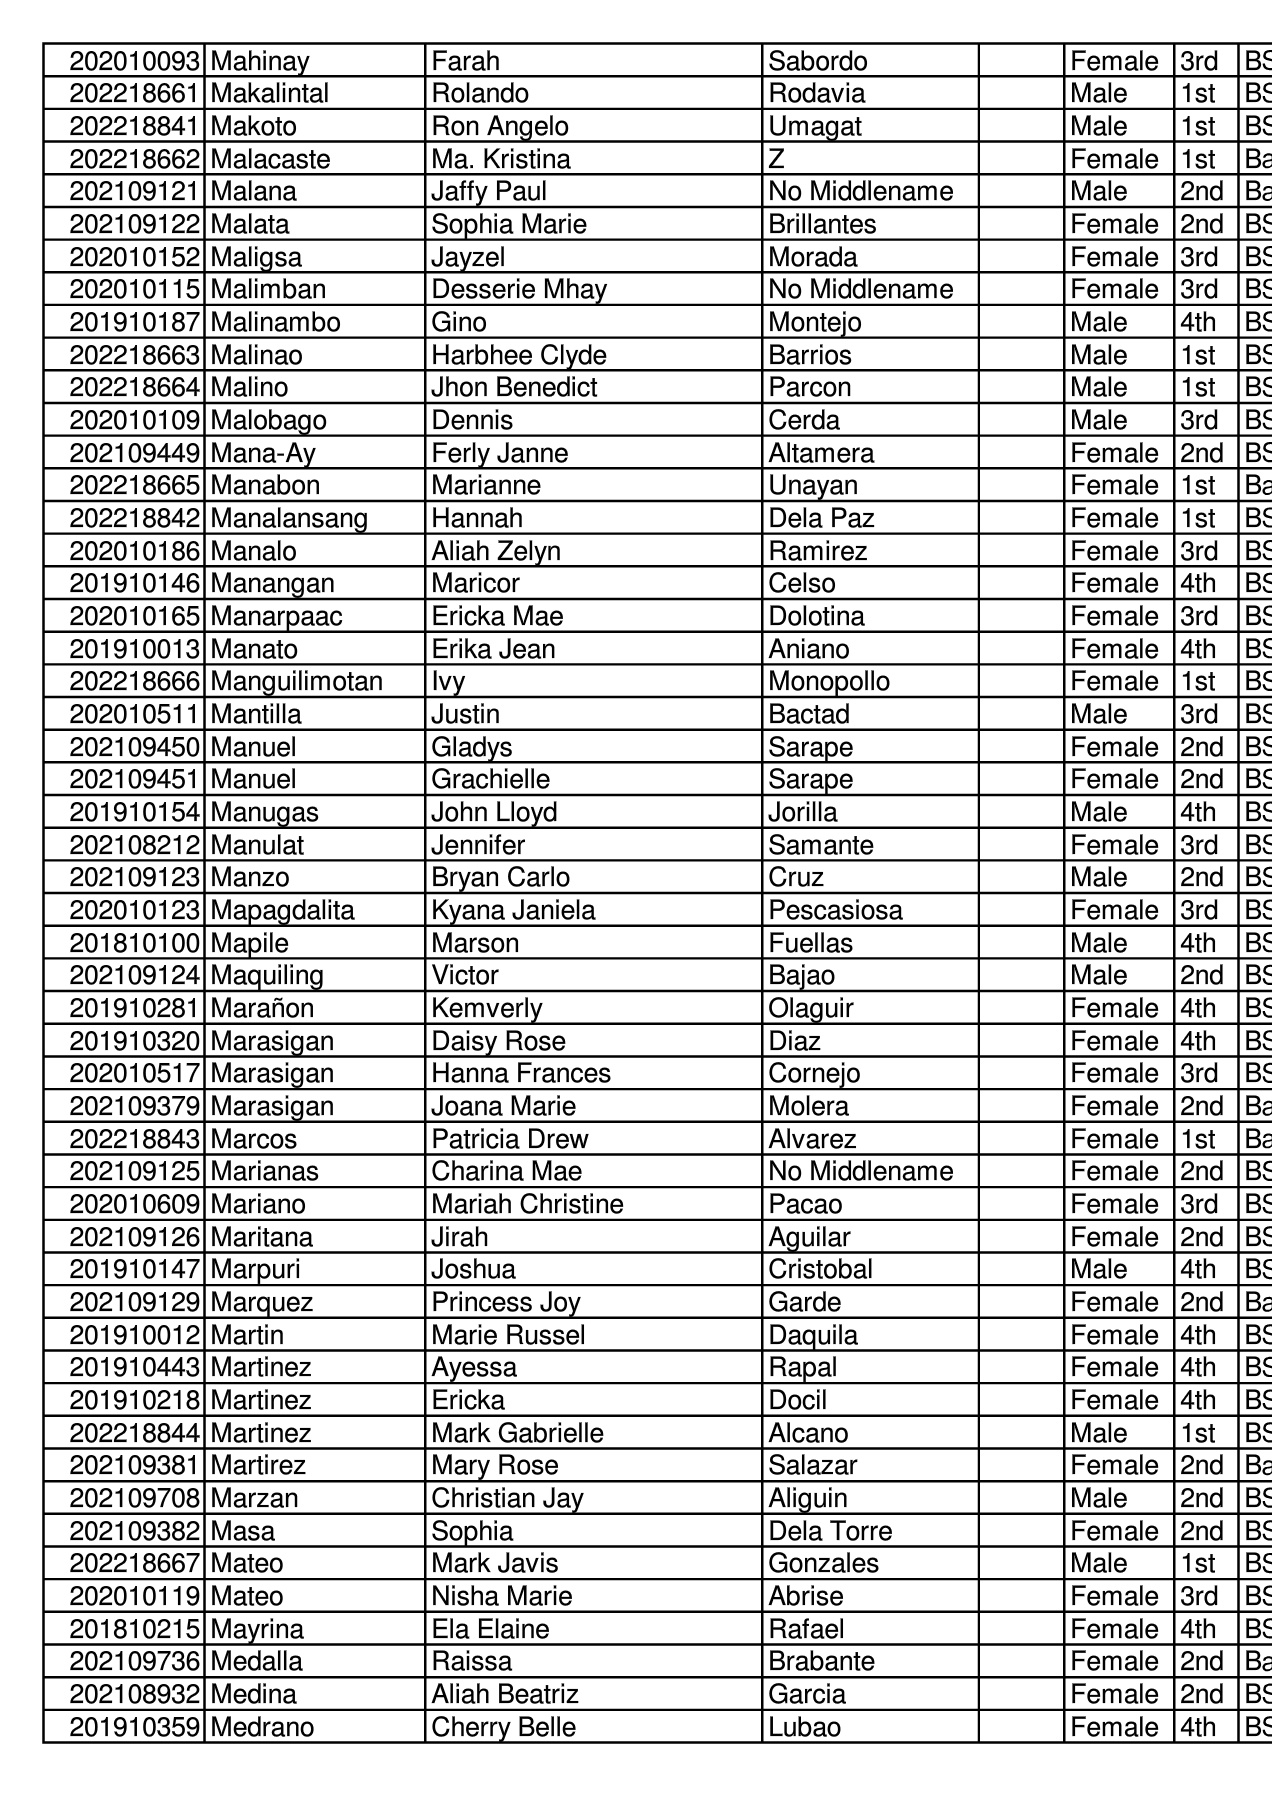 202010093 Mahinay Farah Sabordo Female 3rd BS
202218661 Makalintal Rolando Rodavia Male 1st BS
202218841 Makoto Ron Angelo Umagat Male 1st BS
202218662 Malacaste Ma. Kristina Z Female 1st Ba
202109121 Malana Jaffy Paul No Middlename Male 2nd Ba
202109122 Malata Sophia Marie Brillantes Female 2nd BS
202010152 Maligsa Jayzel Morada Female 3rd BS
202010115 Malimban Desserie Mhay No Middlename Female 3rd BS
201910187 Malinambo Gino Montejo Male 4th BS
202218663 Malinao Harbhee Clyde Barrios Male 1st BS
202218664 Malino Jhon Benedict Parcon Male 1st BS
202010109 Malobago Dennis Cerda Male 3rd BS
202109449 Mana-Ay Ferly Janne Altamera Female 2nd BS
202218665 Manabon Marianne Unayan Female 1st Ba
202218842 Manalansang Hannah Dela Paz Female 1st BS
202010186 Manalo Aliah Zelyn Ramirez Female 3rd BS
201910146 Manangan Maricor Celso Female 4th BS
202010165 Manarpaac Ericka Mae Dolotina Female 3rd BS
201910013 Manato Erika Jean Aniano Female 4th BS
202218666 Manguilimotan Ivy Monopollo Female 1st BS
202010511 Mantilla Justin Bactad Male 3rd BS
202109450 Manuel Gladys Sarape Female 2nd BS
202109451 Manuel Grachielle Sarape Female 2nd BS
201910154 Manugas John Lloyd Jorilla Male 4th BS
202108212 Manulat Jennifer Samante Female 3rd BS
202109123 Manzo Bryan Carlo Cruz Male 2nd BS
202010123 Mapagdalita Kyana Janiela Pescasiosa Female 3rd BS
201810100 Mapile Marson Fuellas Male 4th BS
202109124 Maquiling Victor Bajao Male 2nd BS
201910281 Marañon Kemverly Olaguir Female 4th BS
201910320 Marasigan Daisy Rose Diaz Female 4th BS
202010517 Marasigan Hanna Frances Cornejo Female 3rd BS
202109379 Marasigan Joana Marie Molera Female 2nd Ba
202218843 Marcos Patricia Drew Alvarez Female 1st Ba
202109125 Marianas Charina Mae No Middlename Female 2nd BS
202010609 Mariano Mariah Christine Pacao Female 3rd BS
202109126 Maritana Jirah Aguilar Female 2nd BS
201910147 Marpuri Joshua Cristobal Male 4th BS
202109129 Marquez Princess Joy Garde Female 2nd Ba
201910012 Martin Marie Russel Daquila Female 4th BS
201910443 Martinez Ayessa Rapal Female 4th BS
201910218 Martinez Ericka Docil Female 4th BS
202218844 Martinez Mark Gabrielle Alcano Male 1st BS
202109381 Martirez Mary Rose Salazar Female 2nd Ba
202109708 Marzan Christian Jay Aliguin Male 2nd BS
202109382 Masa Sophia Dela Torre Female 2nd BS
202218667 Mateo Mark Javis Gonzales Male 1st BS
202010119 Mateo Nisha Marie Abrise Female 3rd BS
201810215 Mayrina Ela Elaine Rafael Female 4th BS
202109736 Medalla Raissa Brabante Female 2nd Ba
202108932 Medina Aliah Beatriz Garcia Female 2nd BS
201910359 Medrano Cherry Belle Lubao Female 4th BS